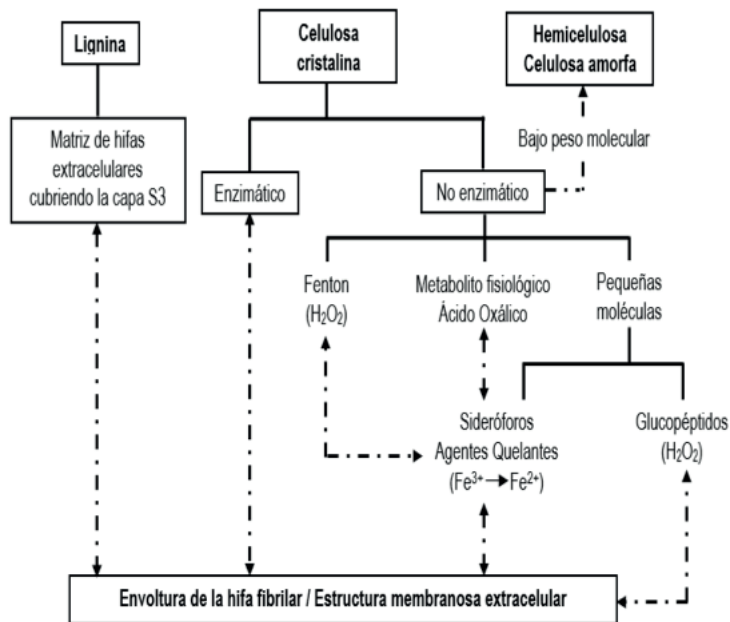 Lignina
Celulosa
cristalina
Hemicelulosa
Celulosa amorfa
Matriz de hifas
extracelulares
cubriendo la capa S3
Enzimático
No enzimático
Bajo peso molecular
Fenton
(H₂O₂)
Metabolito fisiológico
Ácido Oxálico
Pequeñas
moléculas
Sideróforos
Agentes Quelantes
(Fe³⁺→Fe²⁺)
Glucopéptidos
(H₂O₂)
Envoltura de la hifa fibrilar / Estructura membranosa extracelular